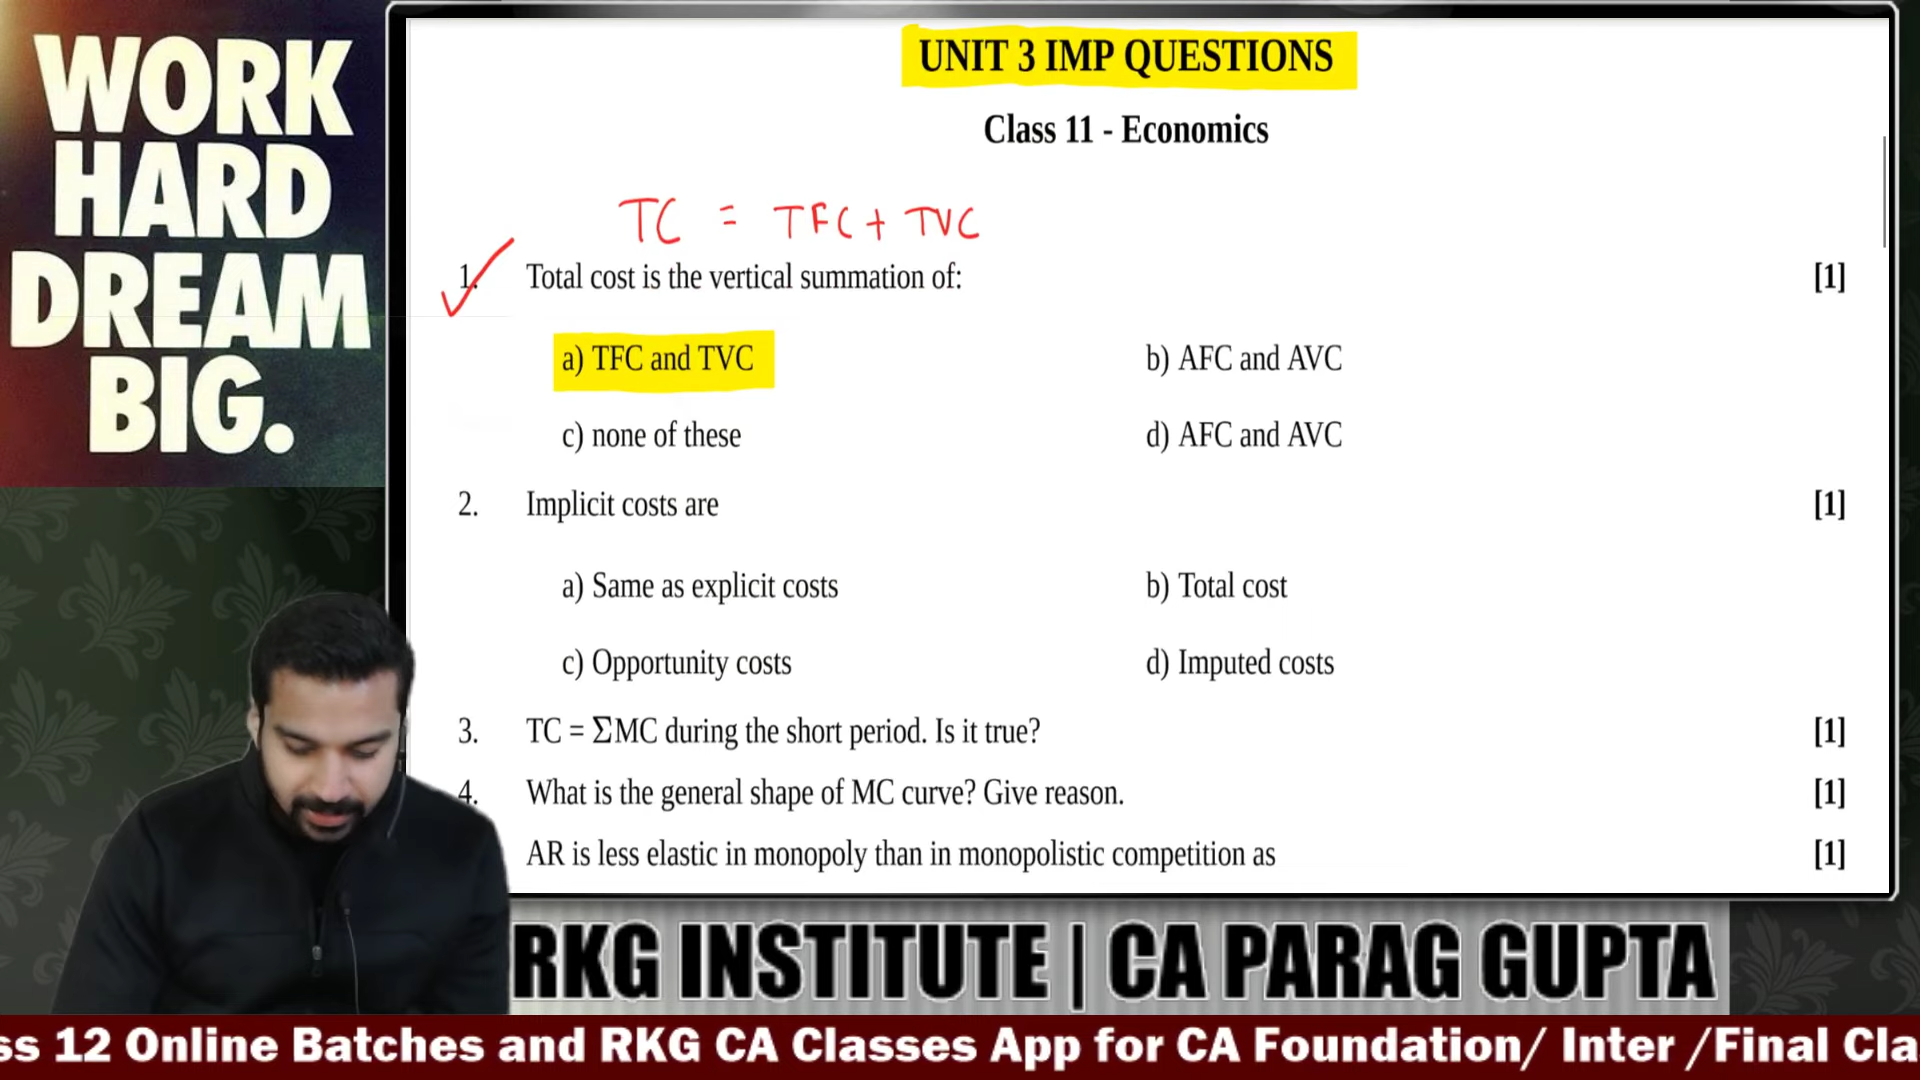 WORK
HARD
DREAM
BIG.
UNIT 3 IMP QUESTIONS
Class 11 - Economics
TC = TFC + TVC
1. Total cost is the vertical summation of: [1]
a) TFC and TVC b) AFC and AVC
c) none of these d) AFC and AVC
2. Implicit costs are [1]
a) Same as explicit costs b) Total cost
c) Opportunity costs d) Imputed costs
3. TC = ∑MC during the short period. Is it true? [1]
4. What is the general shape of MC curve? Give reason. [1]
AR is less elastic in monopoly than in monopolistic competition as [1]
RKG INSTITUTE | CA PARAG GUPTA
ss 12 Online Batches and RKG CA Classes App for CA Foundation/ Inter /Final Cla